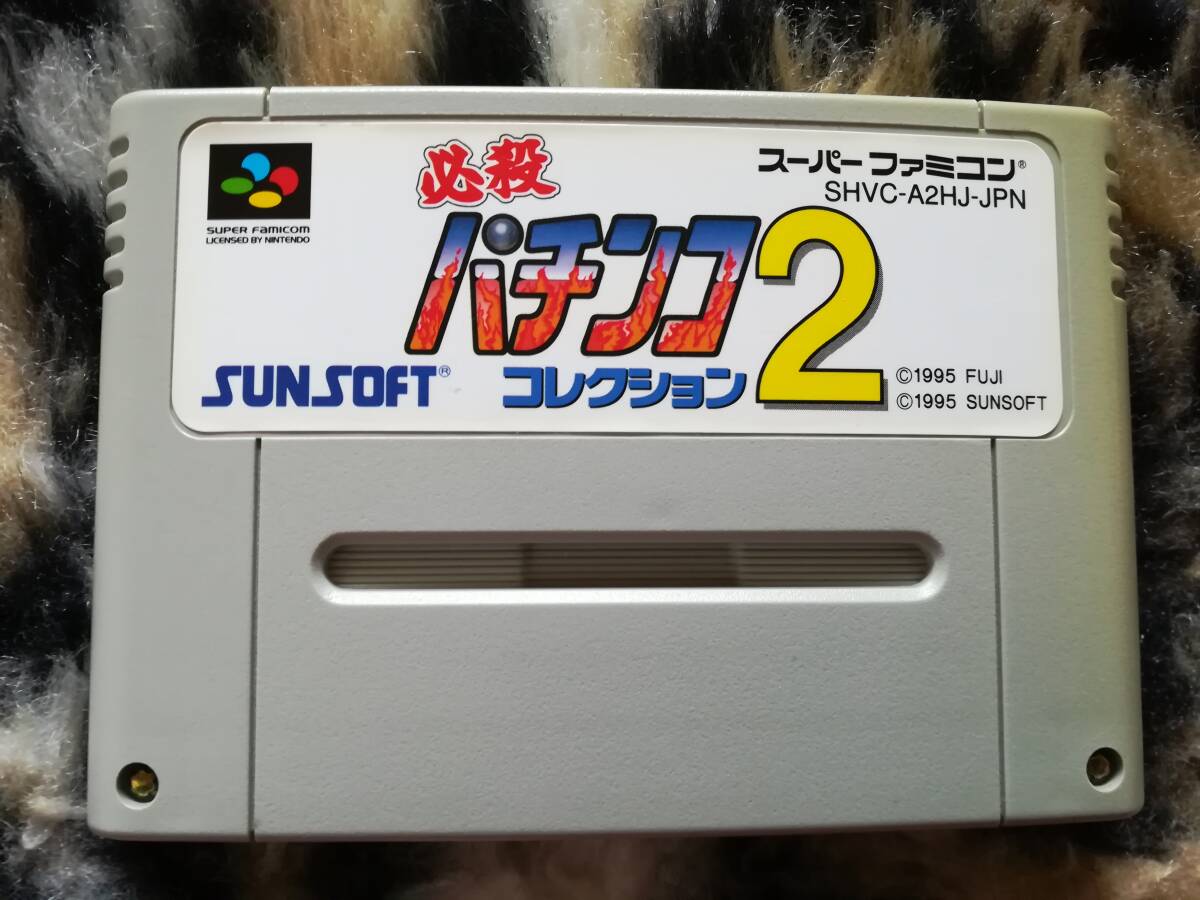 SUPER FAMICOM
LICENSED BY NINTENDO
必殺
パチンコ
コレクション
2
スーパーファミコン®
SHVC-A2HJ-JPN
SUNSOFT®
©1995 FUJI
©1995 SUNSOFT